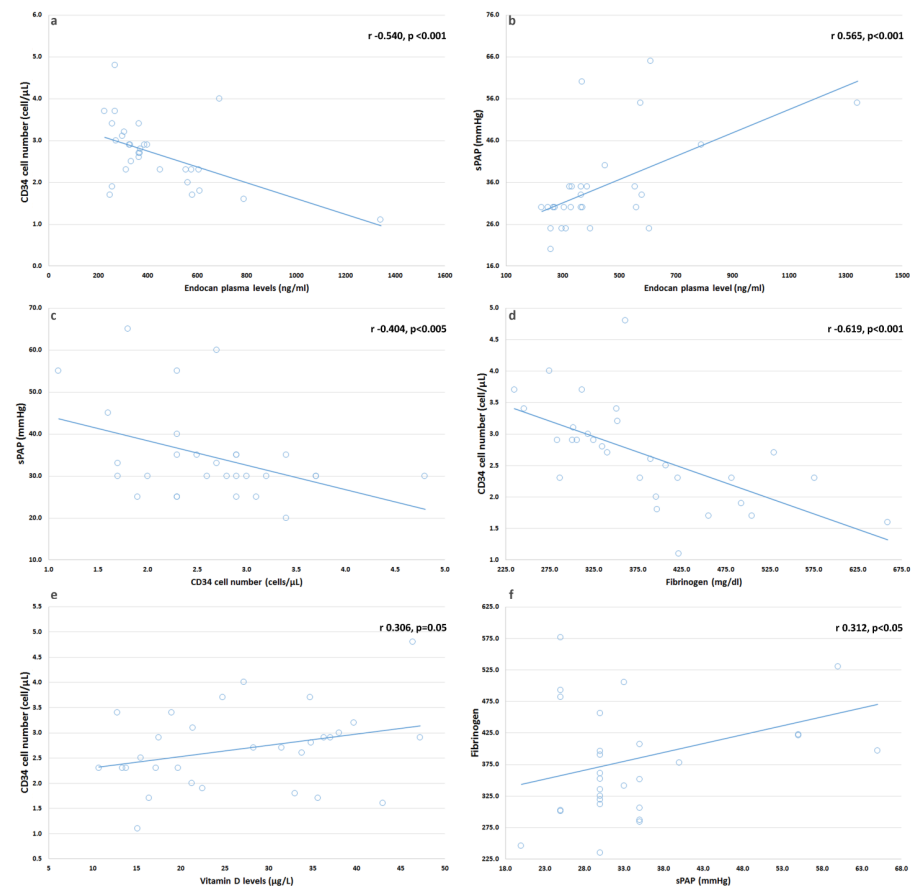 a
r -0.540, p <0.001
CD34 cell number (cell/µL)
6.0
5.0
4.0
3.0
2.0
1.0
0.0
0 200 400 600 800 1000 1200 1400 1600
Endocan plasma levels (ng/ml)
b
r 0.565, p<0.001
sPAP (mmHg)
76.0
66.0
56.0
46.0
36.0
26.0
16.0
100 300 500 700 900 1100 1300 1500
Endocan plasma level (ng/ml)
c
r -0.404, p<0.005
sPAP (mmHg)
70.0
60.0
50.0
40.0
30.0
20.0
10.0
1.0 1.5 2.0 2.5 3.0 3.5 4.0 4.5 5.0
CD34 cell number (cells/µL)
d
r -0.619, p<0.001
CD34 cell number (cell/µL)
5.0
4.5
4.0
3.5
3.0
2.5
2.0
1.5
1.0
225.0 275.0 325.0 375.0 425.0 475.0 525.0 575.0 625.0 675.0
Fibrinogen (mg/dl)
e
r 0.306, p=0.05
CD34 cell number (cell/µL)
5.5
5.0
4.5
4.0
3.5
3.0
2.5
2.0
1.5
1.0
0.5
5 10 15 20 25 30 35 40 45 50
Vitamin D levels (µg/L)
f
r 0.312, p<0.05
Fibrinogen
625.0
575.0
525.0
475.0
425.0
375.0
325.0
275.0
225.0
18.0 23.0 28.0 33.0 38.0 43.0 48.0 53.0 58.0 63.0 68.0
sPAP (mmHg)